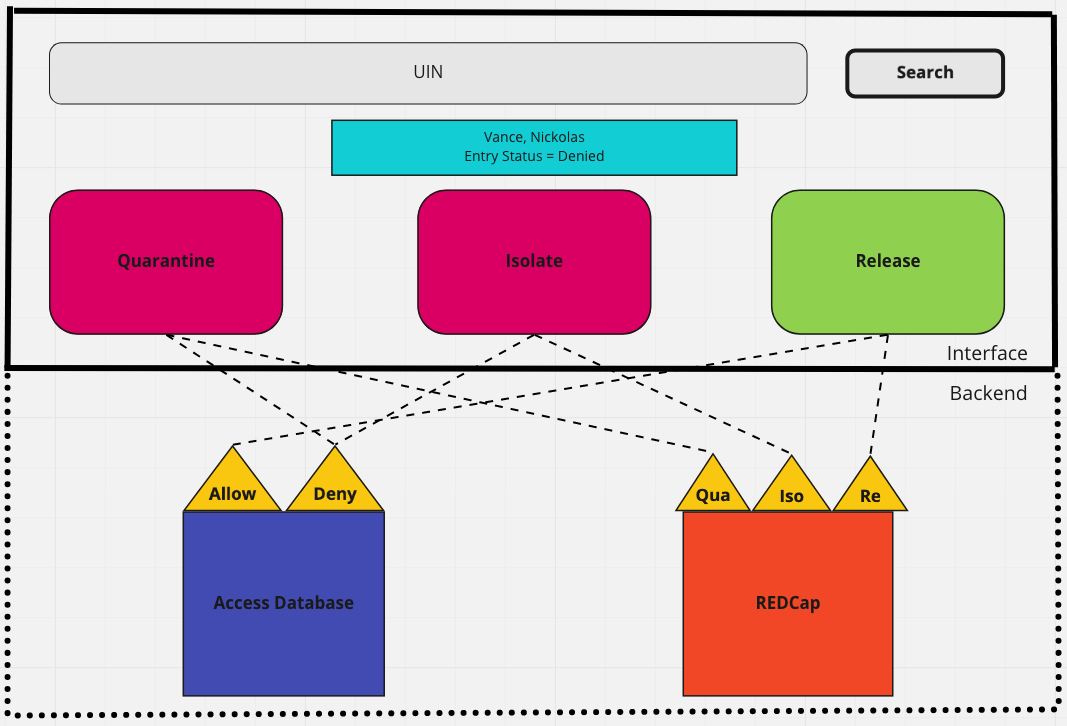 UIN
Search
Vance, Nickolas
Entry Status = Denied
Quarantine
Isolate
Release
Interface
Backend
Allow
Deny
Qua
Iso
Re
Access Database
REDCap